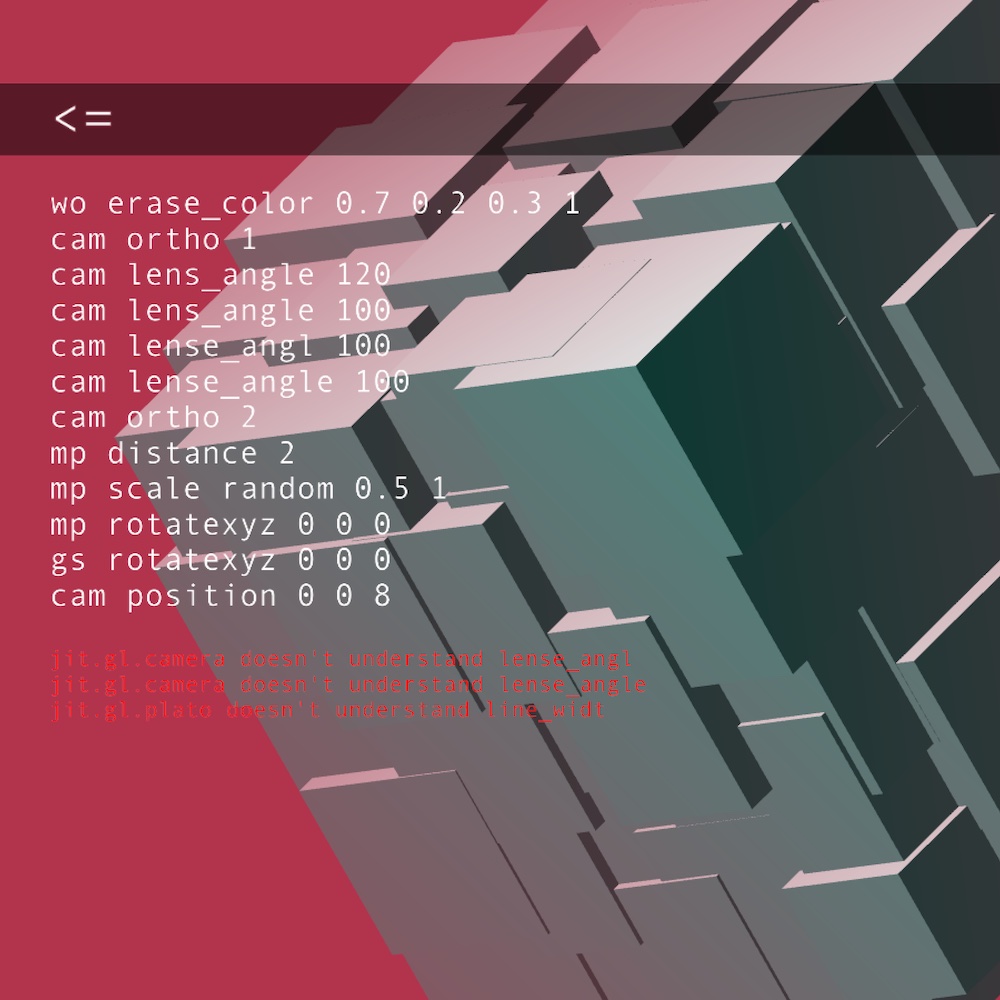 <=
wo erase_color 0.7 0.2 0.3 1
cam ortho 1
cam lens_angle 120
cam lens_angle 100
cam lense_angl 100
cam lense_angle 100
cam ortho 2
mp distance 2
mp scale random 0.5 1
mp rotatexyz 0 0 0
gs rotatexyz 0 0 0
cam position 0 0 8
jit.gl.camera doesn't understand lense_angl
jit.gl.camera doesn't understand lense_angle
jit.gl.plato doesn't understand line_widt